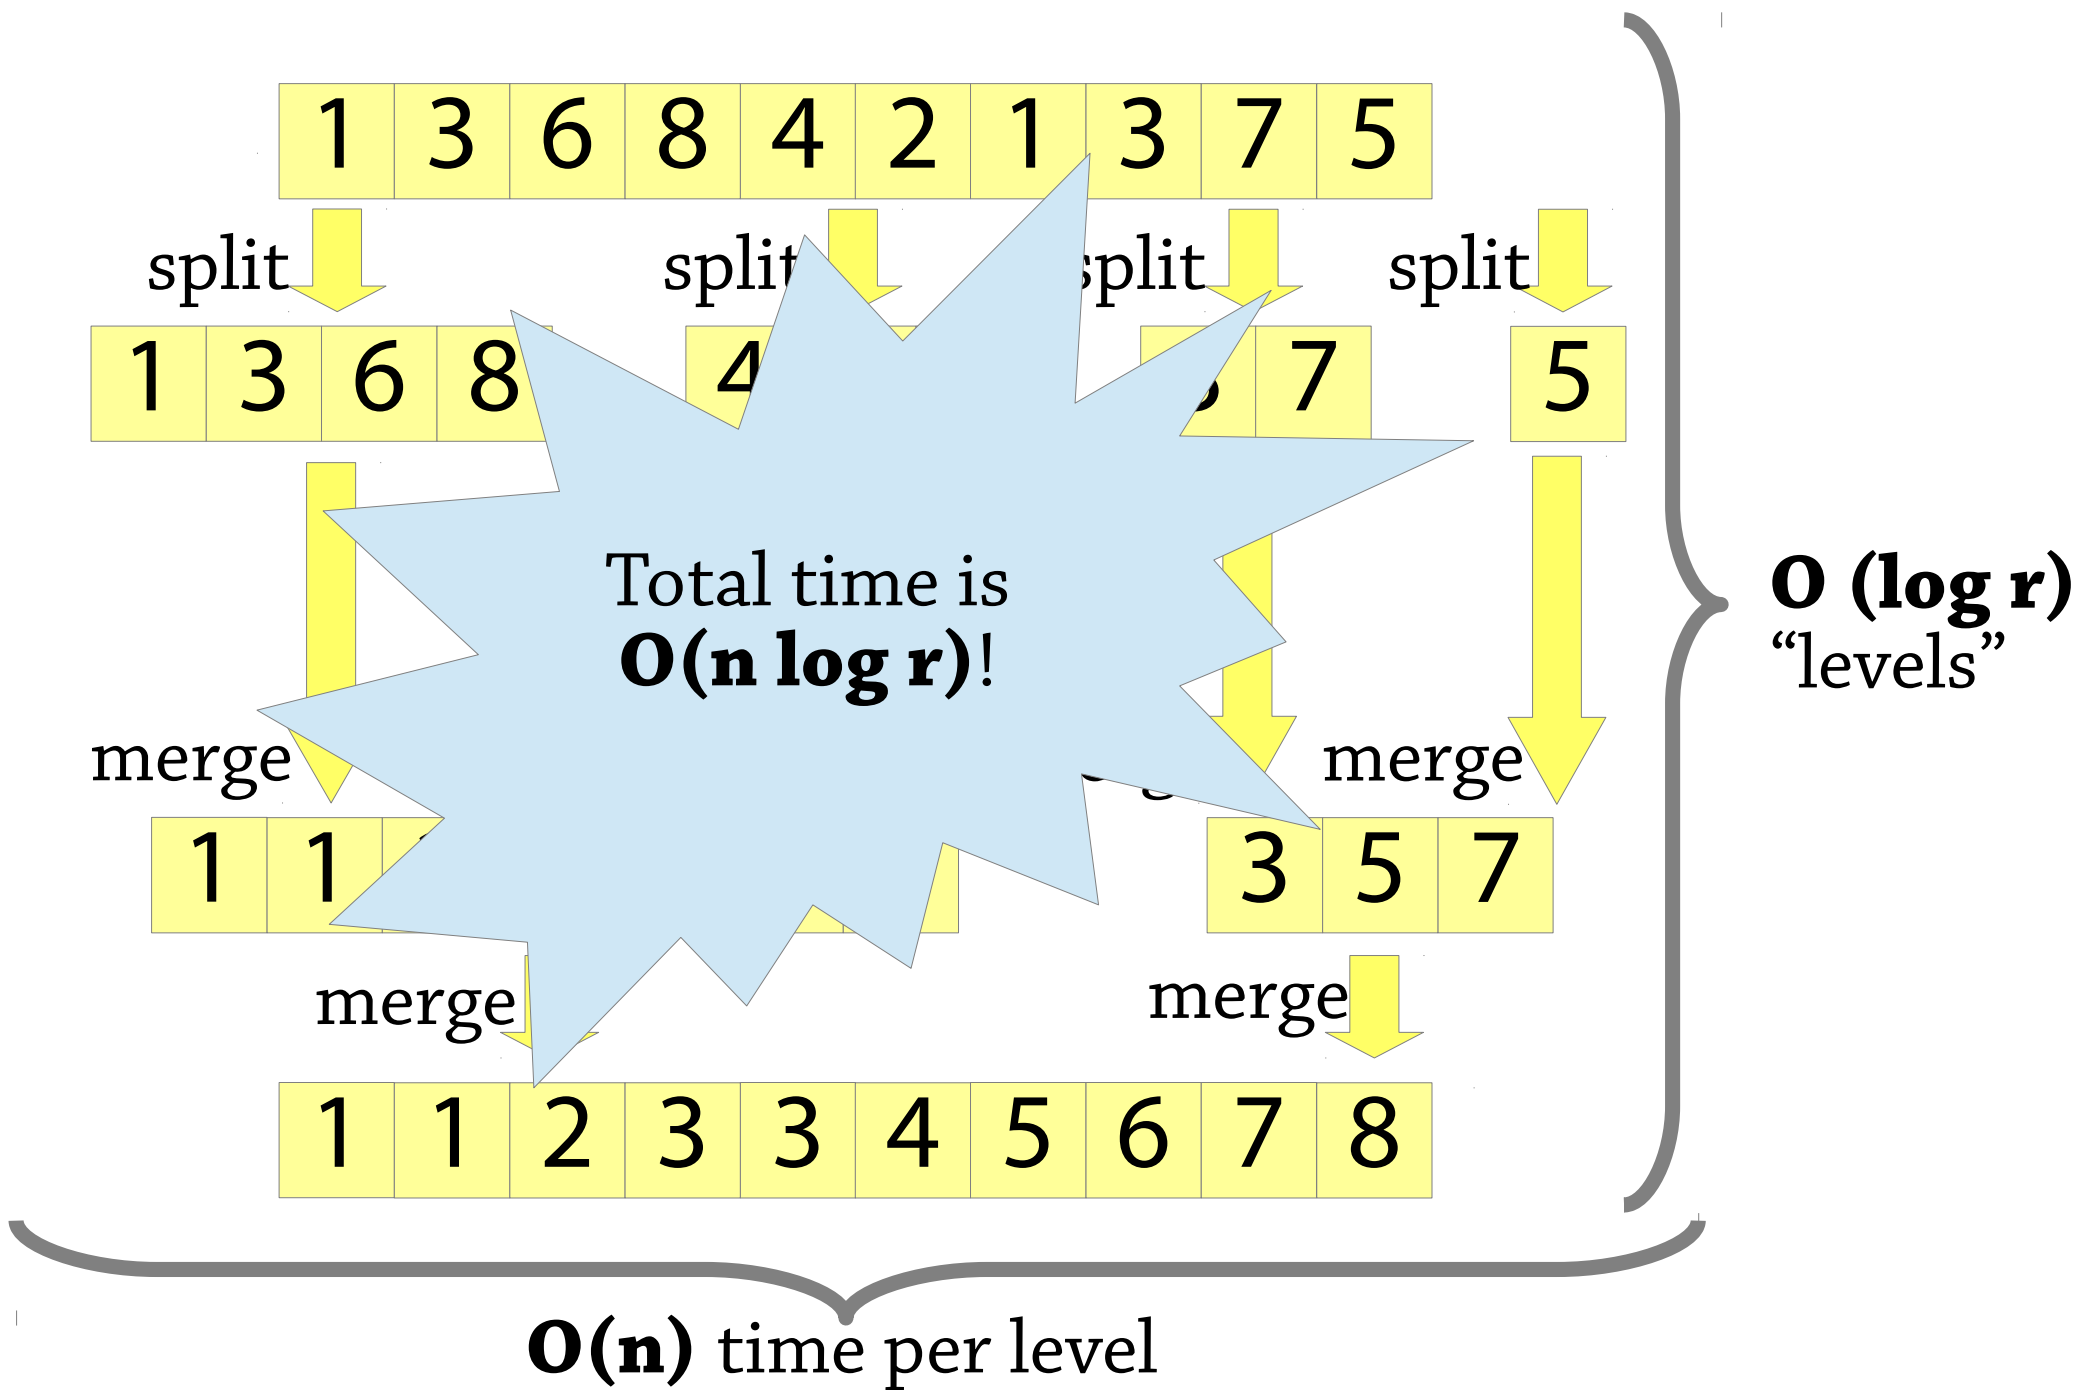 1 3 6 8 4 2 1 3 7 5
split split split split
1 3 6 8 4 7 5
Total time is
O(n log r)!
O (log r)
“levels”
merge merge
1 1 3 5 7
merge merge
1 1 2 3 3 4 5 6 7 8
O(n) time per level